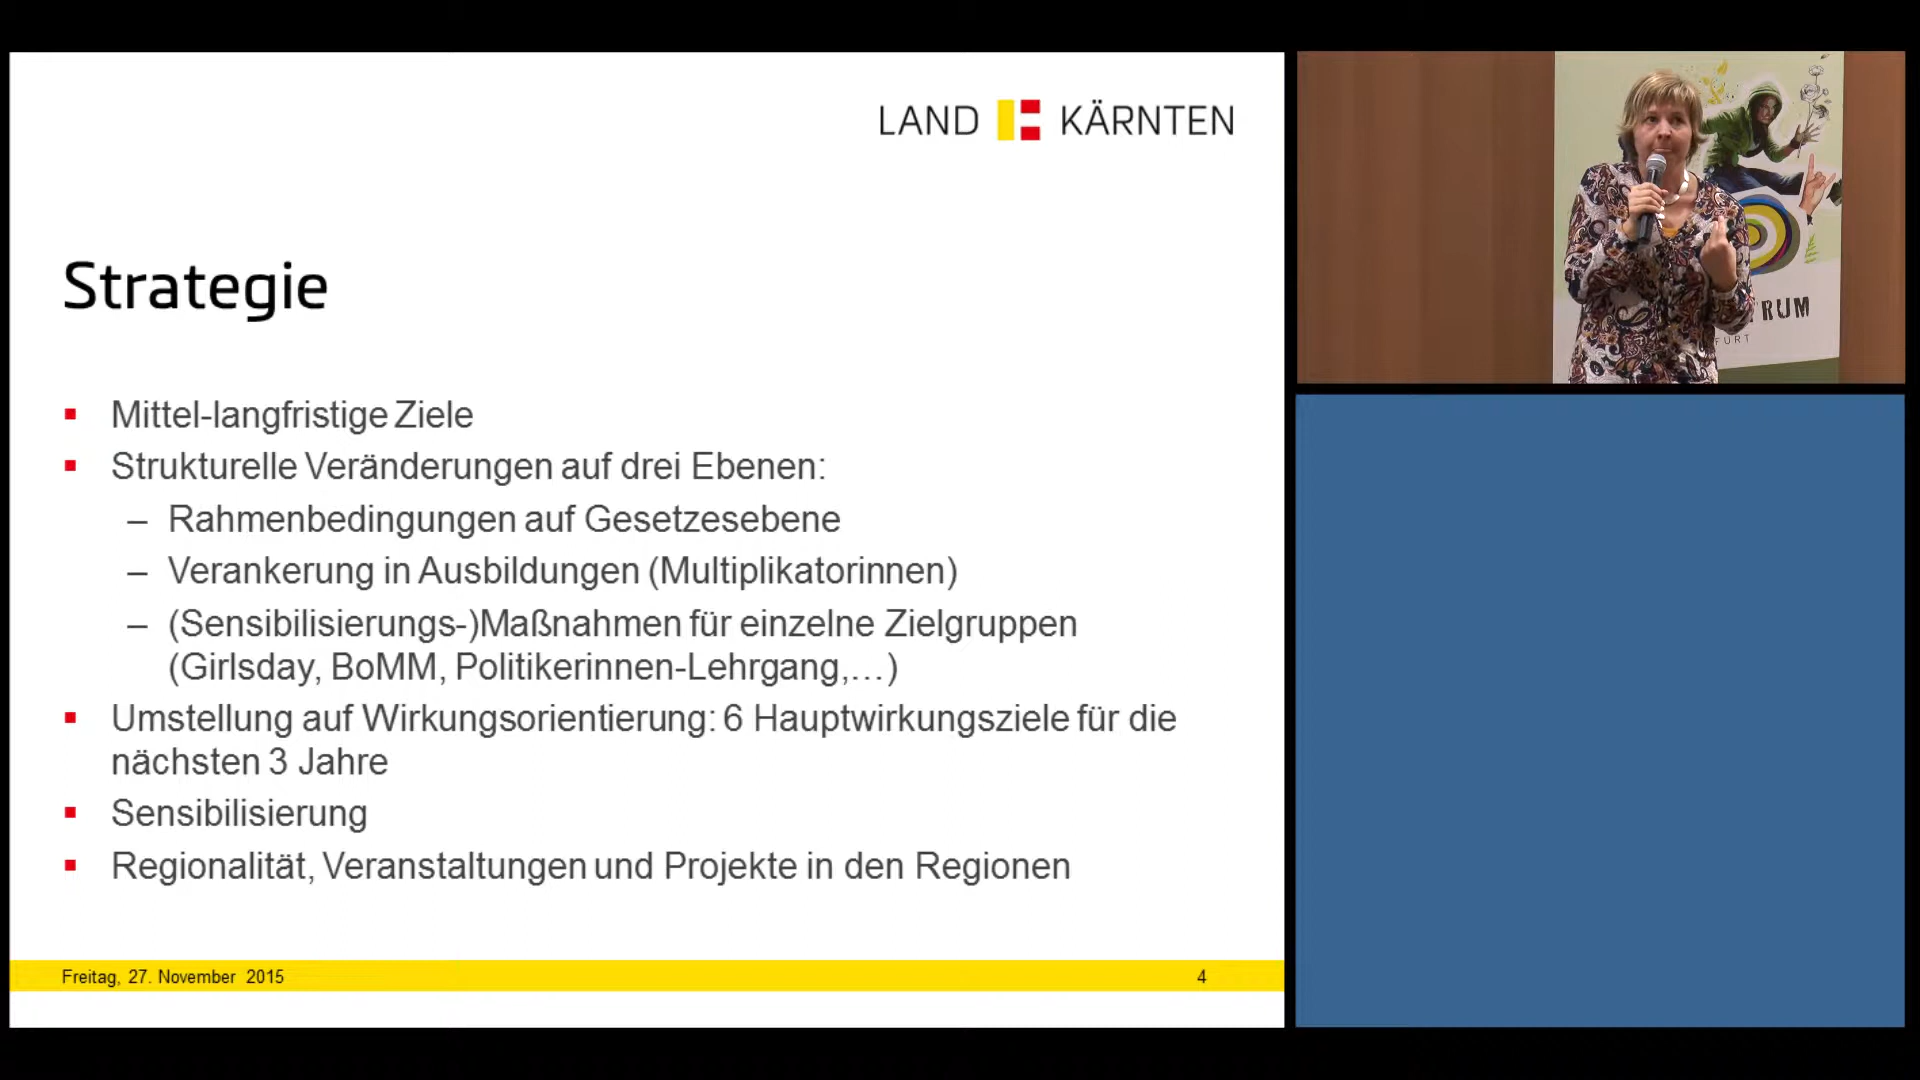 LAND KÄRNTEN
Strategie
Mittel-langfristige Ziele
Strukturelle Veränderungen auf drei Ebenen:
– Rahmenbedingungen auf Gesetzesebene
– Verankerung in Ausbildungen (Multiplikatorinnen)
– (Sensibilisierungs-)Maßnahmen für einzelne Zielgruppen
(Girlsday, BoMM, Politikerinnen-Lehrgang,…)
Umstellung auf Wirkungsorientierung: 6 Hauptwirkungsziele für die
nächsten 3 Jahre
Sensibilisierung
Regionalität, Veranstaltungen und Projekte in den Regionen
Freitag, 27. November 2015 4
TRUM
FURT